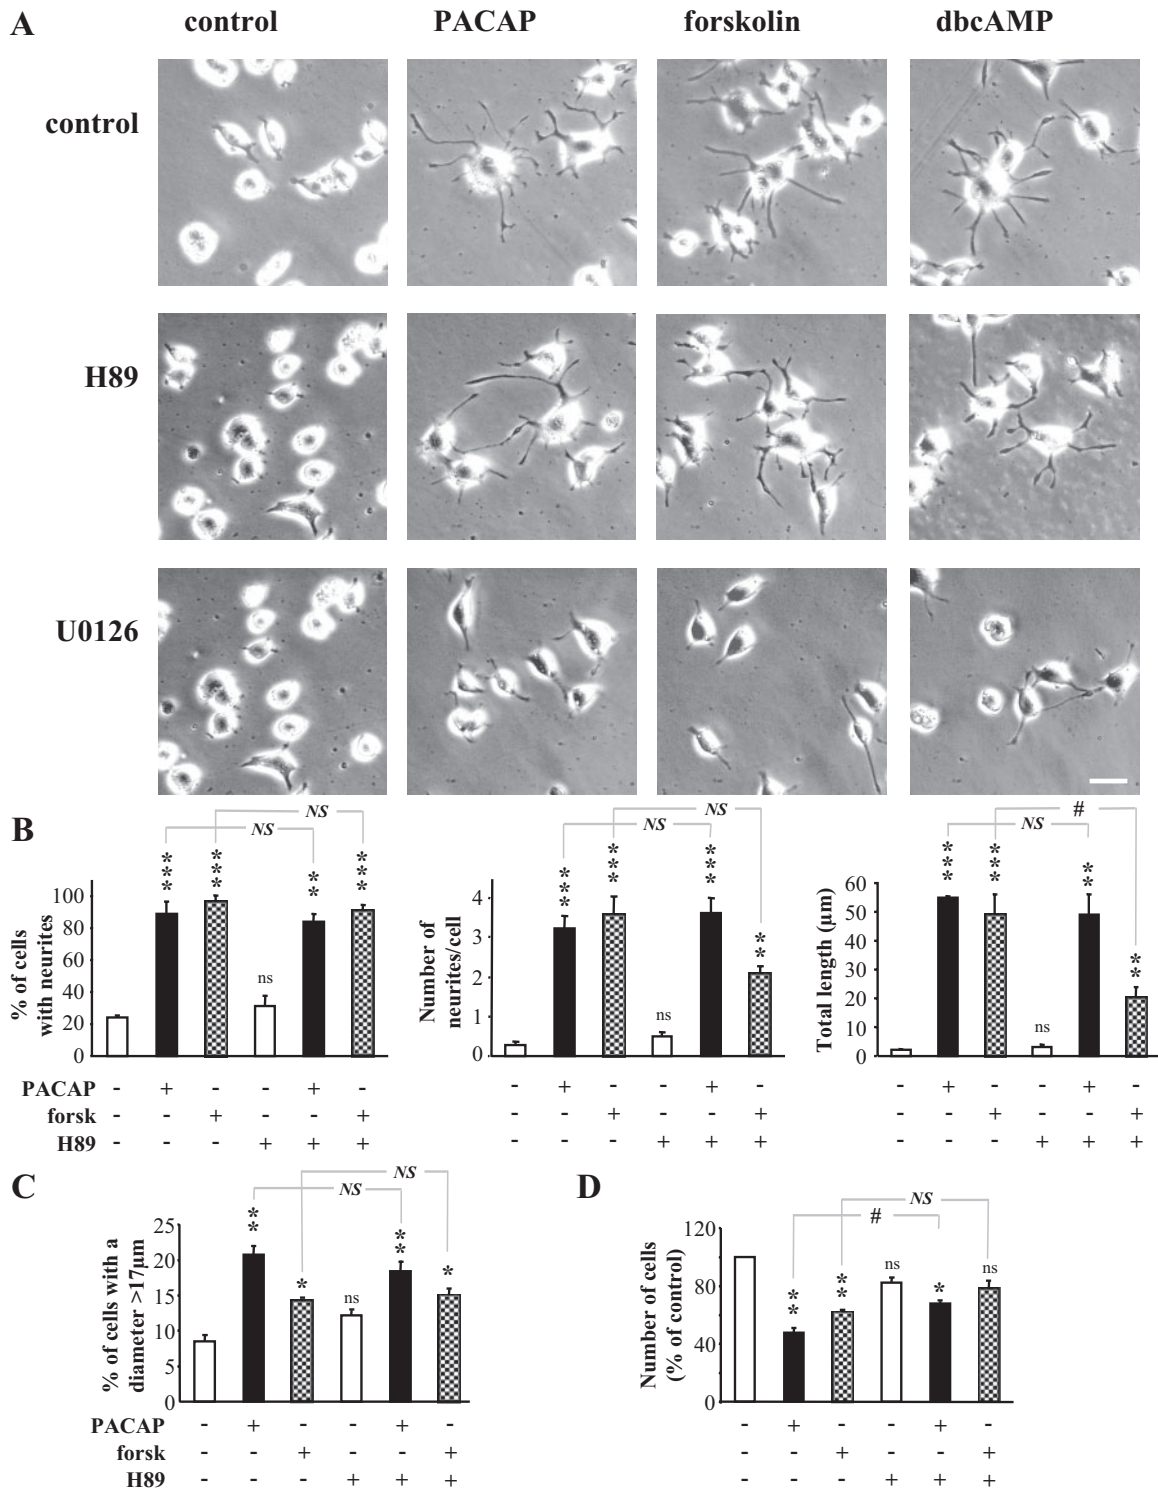 A
control PACAP forskolin dbcAMP
control
H89
U0126
B
NS
NS
*** *** ** ***
% of cells
with neurites
100
80
60
40
20
0
ns
NS
NS
*** *** *** **
Number of
neurites/cell
4
3
2
1
0
ns
#
NS
*** *** ** **
Total length (μm)
60
50
40
30
20
10
0
ns
PACAP - + - - + - - + - - + - - + - - + -
forsk - - + - - + - - + - - + - - + - - +
H89 - - - + + + - - - + + + - - - + + +
C
NS
NS
** * ** *
% of cells with a
diameter >17μm
25
20
15
10
5
0
ns
D
NS
#
** ** *
Number of cells
(% of control)
120
80
40
0
ns ns
PACAP - + - - + - - + - - + -
forsk - - + - - + - - + - - +
H89 - - - + + + - - - + + +